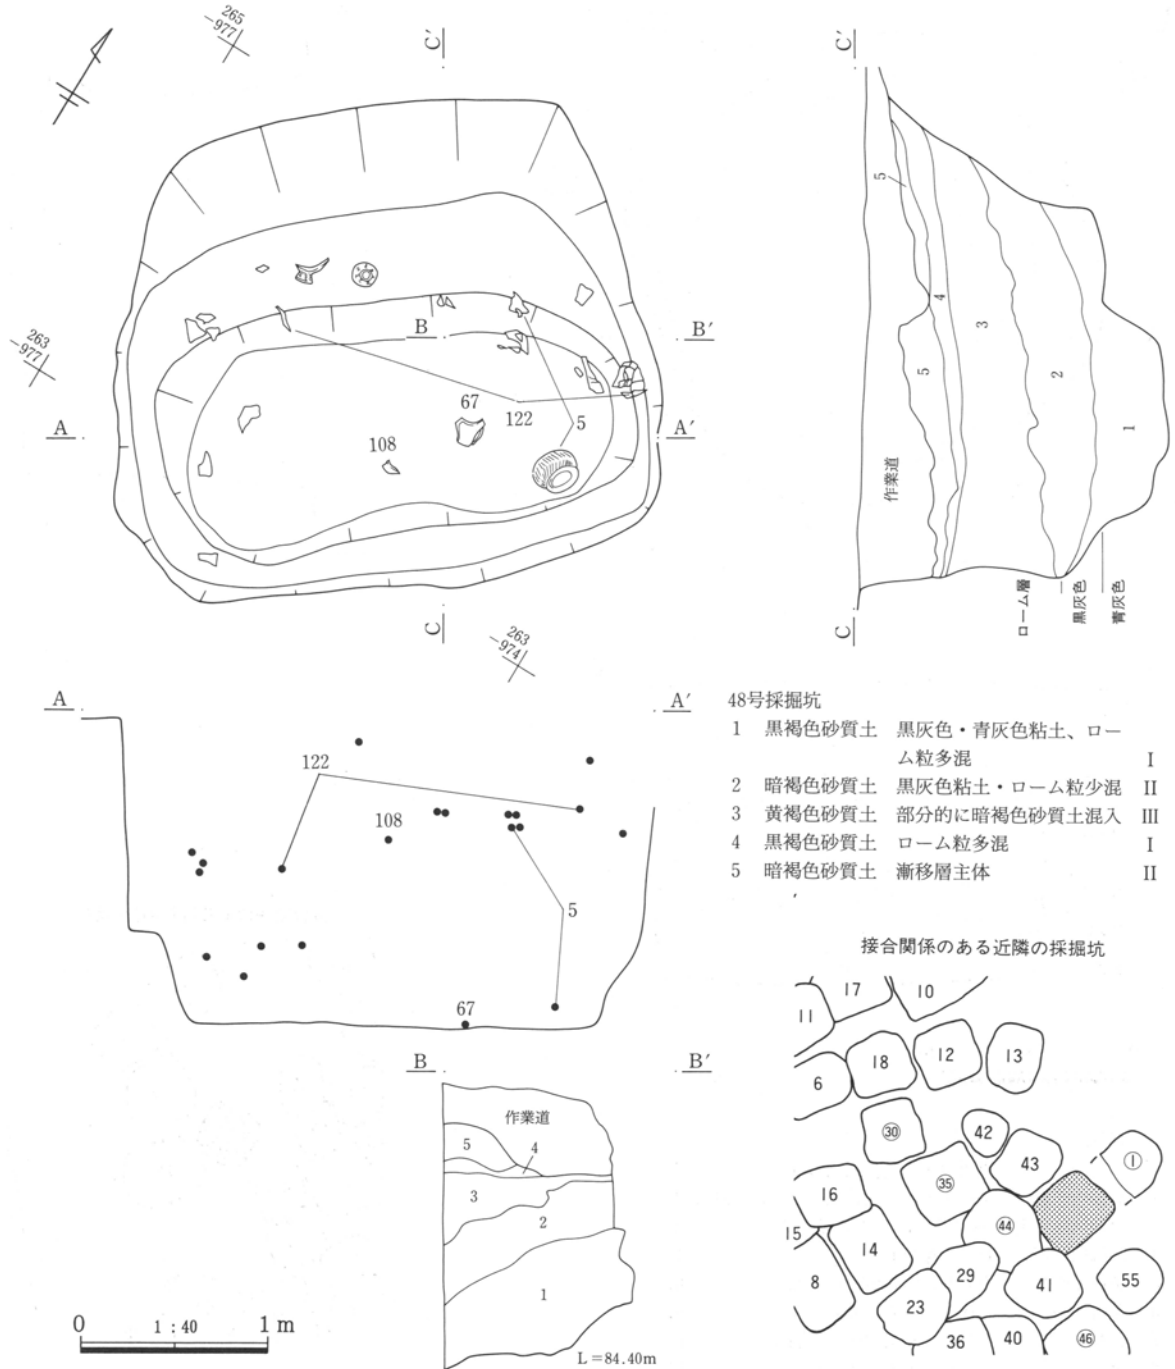 265
-977
C'
263
-977
B
B'
67
122
5
A
108
A'
C
263
-974
C'
5
4
3
2
1
5
作業道
C
ローム層
黒灰色
青灰色
A
A'
122
108
5
67
48号採掘坑
1 黒褐色砂質土 黒灰色・青灰色粘土、ロー
ム粒多混 I
2 暗褐色砂質土 黒灰色粘土・ローム粒少混 II
3 黄褐色砂質土 部分的に暗褐色砂質土混入 III
4 黒褐色砂質土 ローム粒多混 I
5 暗褐色砂質土 漸移層主体 II
B
B'
作業道
5
4
3
2
1
L=84.40m
0 1:40 1m
接合関係のある近隣の採掘坑
17
10
11
18
12
13
6
㉚
42
43
①
㉟
16
㊹
15
14
29
41
55
8
23
36
40
㊻